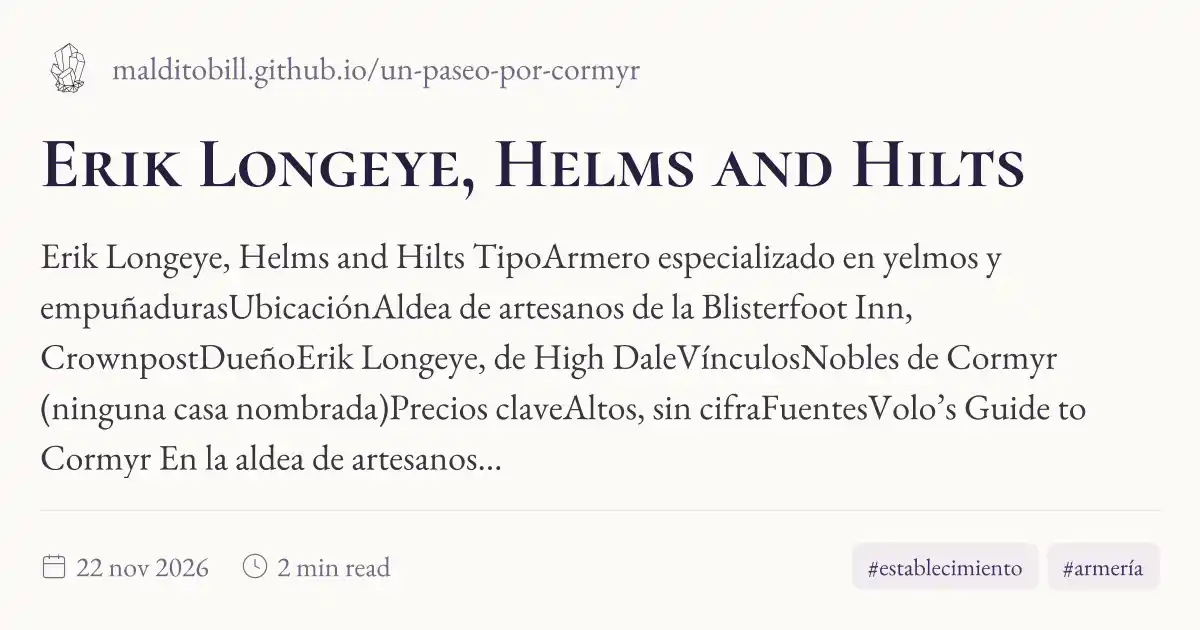 malditobill.github.io/un-paseo-por-cormyr
Erik Longeye, Helms and Hilts
Erik Longeye, Helms and Hilts TipoArmero especializado en yelmos y
empuñadurasUbicaciónAldea de artesanos de la Blisterfoot Inn,
CrownpostDueñoErik Longeye, de High DaleVínculosNobles de Cormyr
(ninguna casa nombrada)Precios claveAltos, sin cifraFuentesVolo’s Guide to
Cormyr En la aldea de artesanos...
22 nov 2026 2 min read #establecimiento #armería